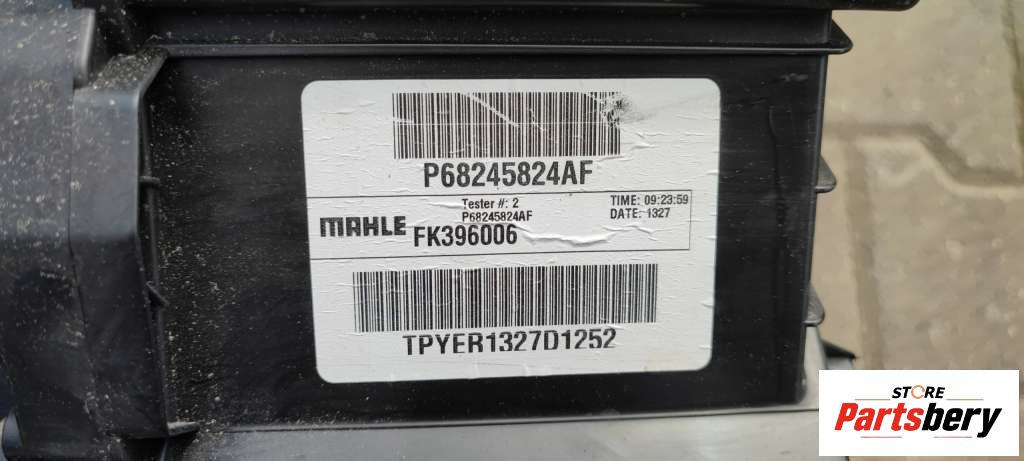 P68245824AF
Tester #: 2
P68245824AF
TIME: 09:23:59
DATE: 1327
MAHLE
FK396006
TPYER1327D1252
STORE
Partsbery